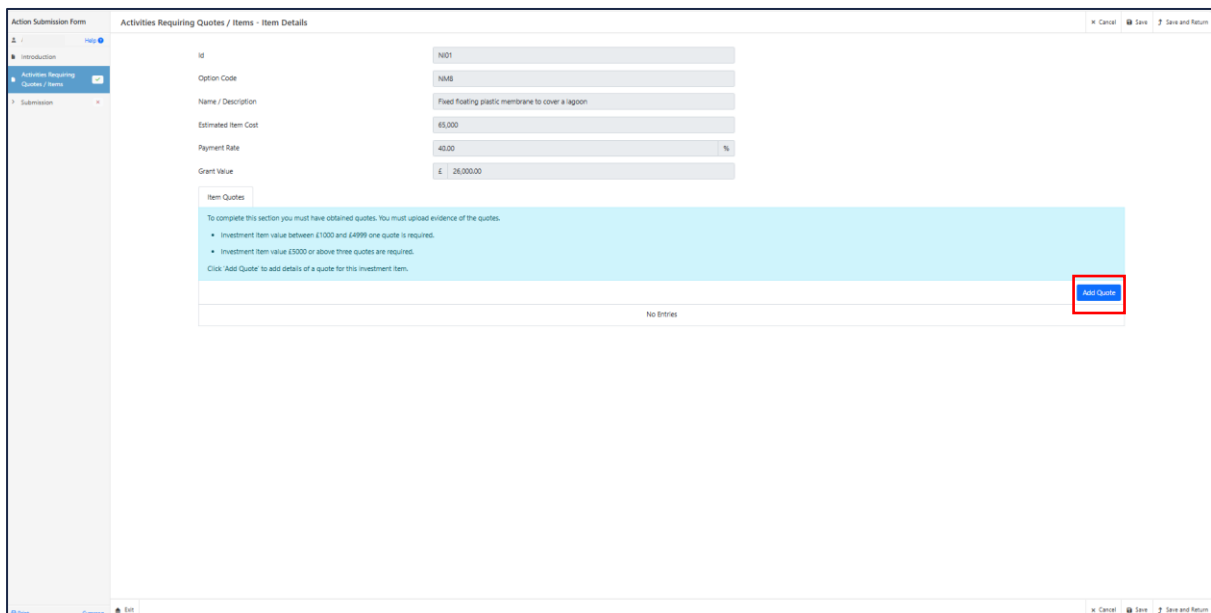 Action Submission Form
Activities Requiring Quotes / Items - Item Details
Cancel Save Save and Return
Help
Introduction
Activities Requiring
Quotes / Items
Submission
Id NI01
Option Code NM8
Name / Description Fixed floating plastic membrane to cover a lagoon
Estimated Item Cost 65,000
Payment Rate 40.00 %
Grant Value £ 26,000.00
Item Quotes
To complete this section you must have obtained quotes. You must upload evidence of the quotes.
• Investment item value between £1000 and £4999 one quote is required.
• Investment item value £5000 or above three quotes are required.
Click 'Add Quote' to add details of a quote for this investment item.
Add Quote
No Entries
Exit
Cancel Save Save and Return